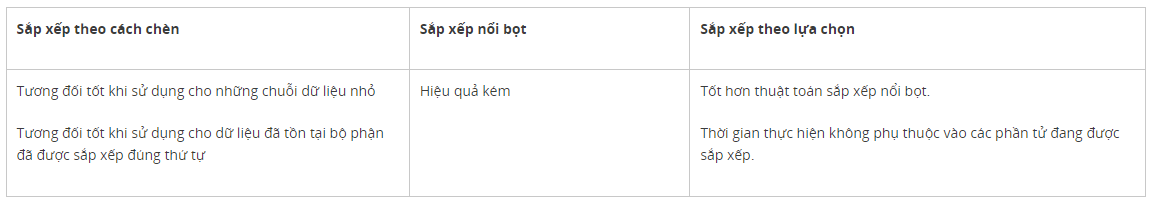 Sắp xếp theo cách chèn
Sắp xếp nổi bọt
Sắp xếp theo lựa chọn
Tương đối tốt khi sử dụng cho những chuỗi dữ liệu nhỏ
Tương đối tốt khi sử dụng cho dữ liệu đã tồn tại bộ phận
đã được sắp xếp đúng thứ tự
Hiệu quả kém
Tốt hơn thuật toán sắp xếp nổi bọt.
Thời gian thực hiện không phụ thuộc vào các phần tử đang được
sắp xếp.